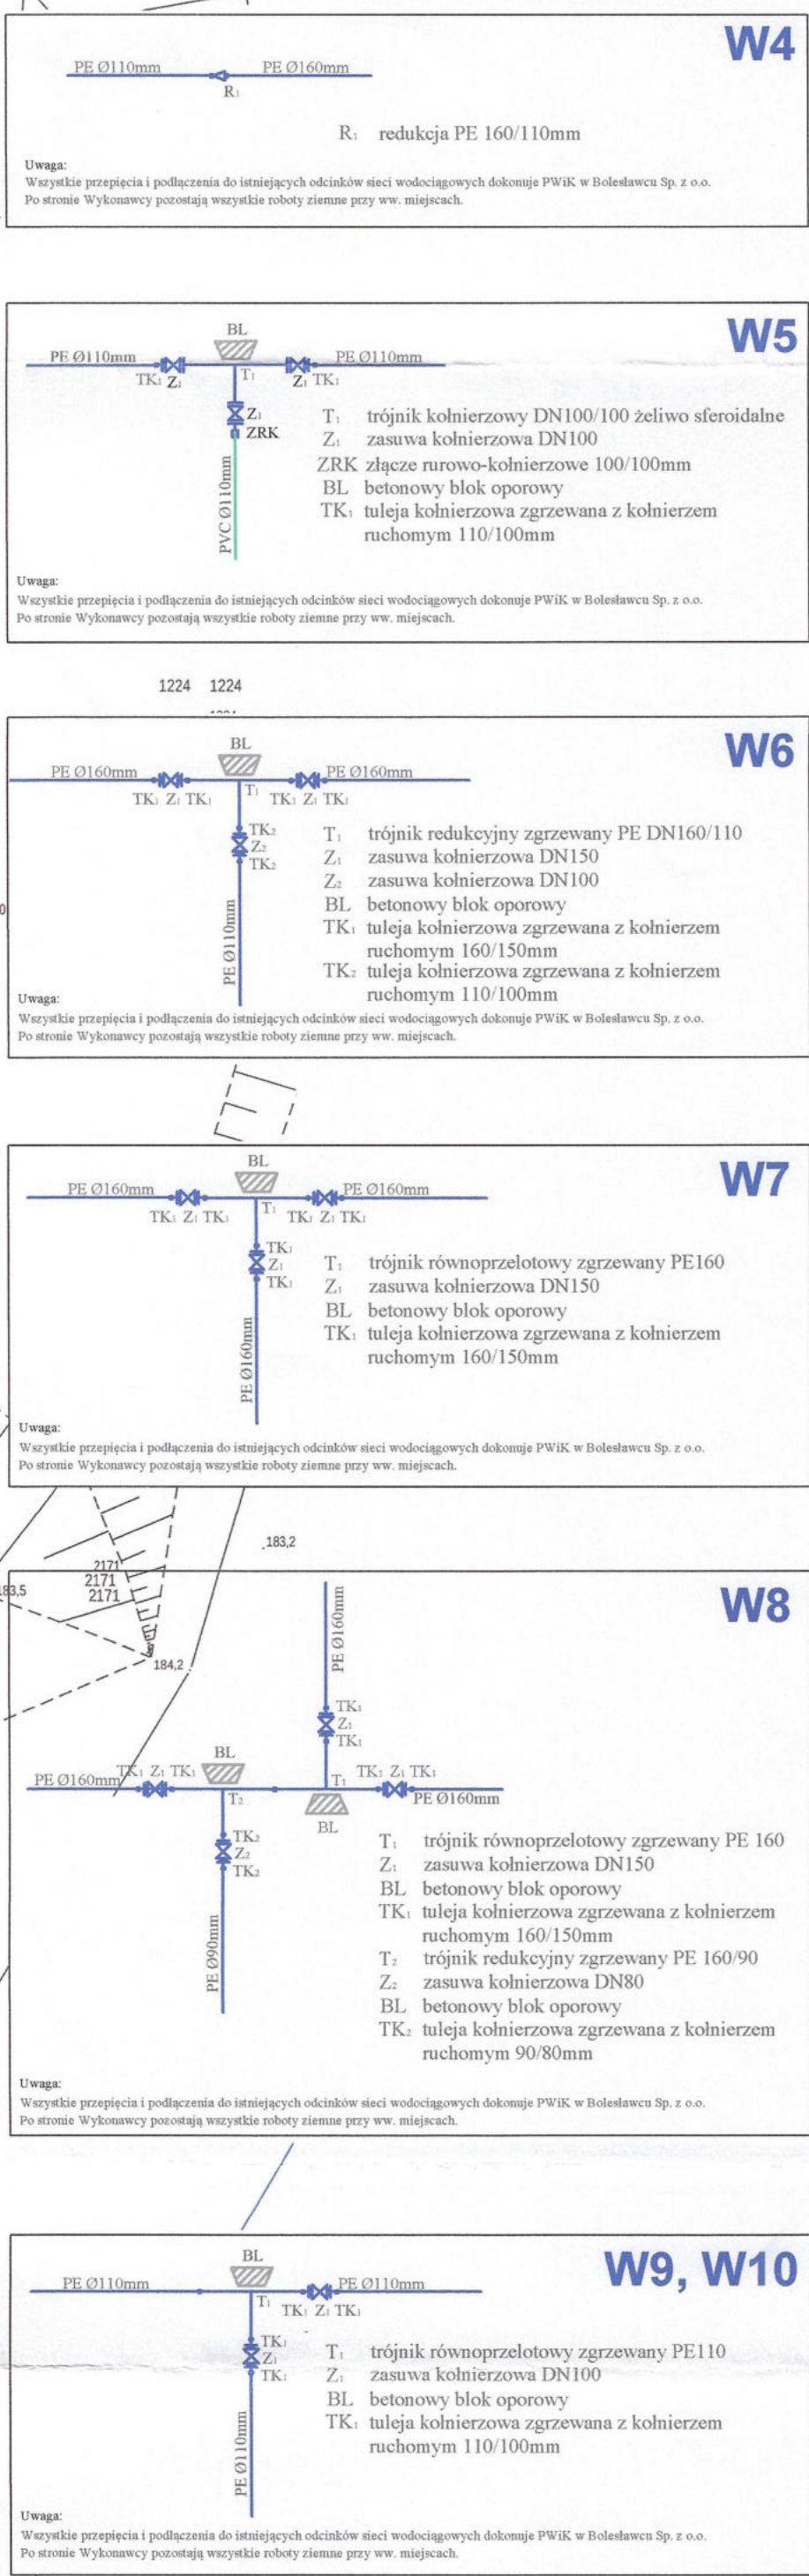 W4
PE Ø110mm PE Ø160mm
R₁
R₁ redukcja PE 160/110mm
Uwaga:
Wszystkie przepięcia i podłączenia do istniejących odcinków sieci wodociągowych dokonuje PWiK w Bolesławcu Sp. z o.o.
Po stronie Wykonawcy pozostają wszystkie roboty ziemne przy ww. miejscach.
W5
BL
PE Ø110mm PE Ø110mm
TK₁ Z₁ T₁ Z₁ TK₁
Z₁
ZRK
PVC Ø110mm
T₁ trójnik kołnierzowy DN100/100 żeliwo sferoidalne
Z₁ zasuwa kołnierzowa DN100
ZRK złącze rurowo-kołnierzowe 100/100mm
BL betonowy blok oporowy
TK₁ tuleja kołnierzowa zgrzewana z kołnierzem
ruchomym 110/100mm
Uwaga:
Wszystkie przepięcia i podłączenia do istniejących odcinków sieci wodociągowych dokonuje PWiK w Bolesławcu Sp. z o.o.
Po stronie Wykonawcy pozostają wszystkie roboty ziemne przy ww. miejscach.
1224 1224
W6
BL
PE Ø160mm PE Ø160mm
TK₁ Z₁ TK₁ T₁ TK₁ Z₁ TK₁
TK₂
Z₂
TK₂
PE Ø110mm
T₁ trójnik redukcyjny zgrzewany PE DN160/110
Z₁ zasuwa kołnierzowa DN150
Z₂ zasuwa kołnierzowa DN100
BL betonowy blok oporowy
TK₁ tuleja kołnierzowa zgrzewana z kołnierzem
ruchomym 160/150mm
TK₂ tuleja kołnierzowa zgrzewana z kołnierzem
ruchomym 110/100mm
Uwaga:
Wszystkie przepięcia i podłączenia do istniejących odcinków sieci wodociągowych dokonuje PWiK w Bolesławcu Sp. z o.o.
Po stronie Wykonawcy pozostają wszystkie roboty ziemne przy ww. miejscach.
W7
BL
PE Ø160mm PE Ø160mm
TK₁ Z₁ TK₁ T₁ TK₁ Z₁ TK₁
TK₁
Z₁
TK₁
PE Ø160mm
T₁ trójnik równoprzelotowy zgrzewany PE160
Z₁ zasuwa kołnierzowa DN150
BL betonowy blok oporowy
TK₁ tuleja kołnierzowa zgrzewana z kołnierzem
ruchomym 160/150mm
Uwaga:
Wszystkie przepięcia i podłączenia do istniejących odcinków sieci wodociągowych dokonuje PWiK w Bolesławcu Sp. z o.o.
Po stronie Wykonawcy pozostają wszystkie roboty ziemne przy ww. miejscach.
183,2
2171
2171
2171
183,5
184,2
W8
PE Ø160mm
TK₁
Z₁
TK₁
BL
PE Ø160mm TK₁ Z₁ TK₁ T₁ TK₁ Z₁ TK₁
T₂ PE Ø160mm
BL
TK₂
Z₂
TK₂
PE Ø90mm
T₁ trójnik równoprzelotowy zgrzewany PE 160
Z₁ zasuwa kołnierzowa DN150
BL betonowy blok oporowy
TK₁ tuleja kołnierzowa zgrzewana z kołnierzem
ruchomym 160/150mm
T₂ trójnik redukcyjny zgrzewany PE 160/90
Z₂ zasuwa kołnierzowa DN80
BL betonowy blok oporowy
TK₂ tuleja kołnierzowa zgrzewana z kołnierzem
ruchomym 90/80mm
Uwaga:
Wszystkie przepięcia i podłączenia do istniejących odcinków sieci wodociągowych dokonuje PWiK w Bolesławcu Sp. z o.o.
Po stronie Wykonawcy pozostają wszystkie roboty ziemne przy ww. miejscach.
W9, W10
BL
PE Ø110mm PE Ø110mm
T₁ TK₁ Z₁ TK₁
TK₁
Z₁
TK₁
PE Ø110mm
T₁ trójnik równoprzelotowy zgrzewany PE110
Z₁ zasuwa kołnierzowa DN100
BL betonowy blok oporowy
TK₁ tuleja kołnierzowa zgrzewana z kołnierzem
ruchomym 110/100mm
Uwaga:
Wszystkie przepięcia i podłączenia do istniejących odcinków sieci wodociągowych dokonuje PWiK w Bolesławcu Sp. z o.o.
Po stronie Wykonawcy pozostają wszystkie roboty ziemne przy ww. miejscach.